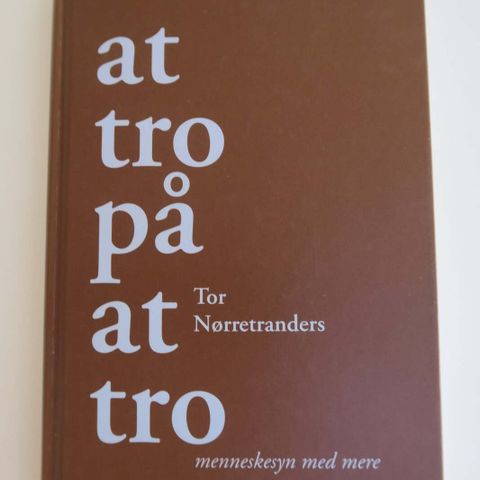 at
tro
på
at
tro
Tor
Nørretranders
menneskesyn med mere